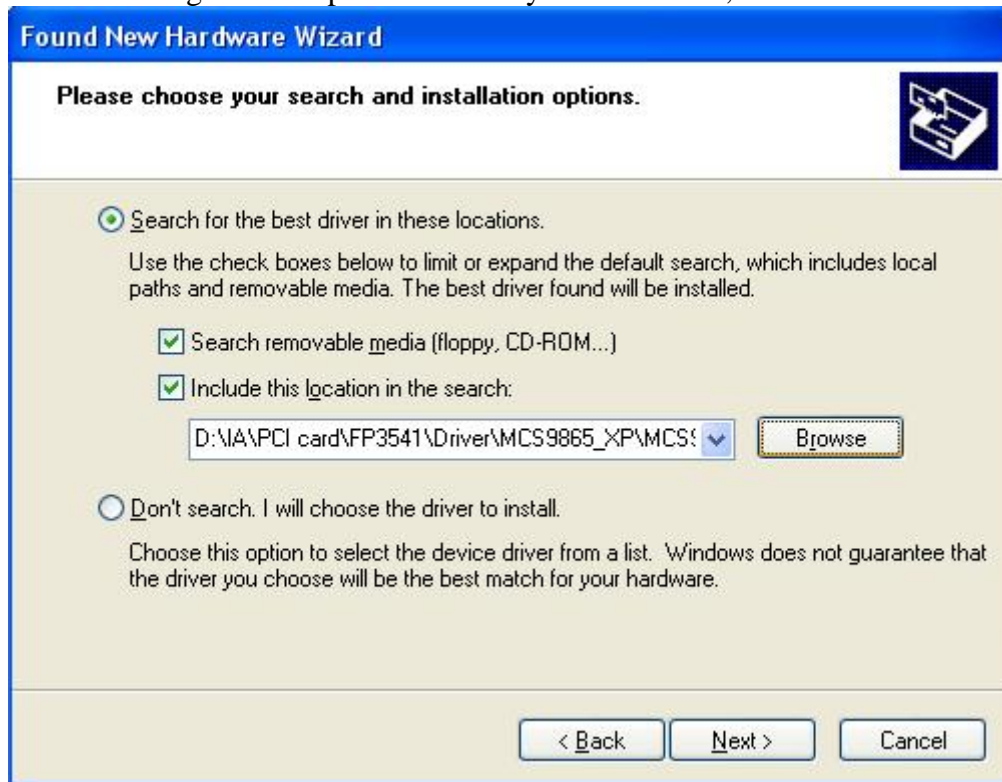 Found New Hardware Wizard
Please choose your search and installation options.
Search for the best driver in these locations.
Use the check boxes below to limit or expand the default search, which includes local
paths and removable media. The best driver found will be installed.
Search removable media (floppy, CD-ROM...)
Include this location in the search:
D:\IA\PCI card\FP3541\Driver\MCS9865_XP\MCS
Browse
Don't search. I will choose the driver to install.
Choose this option to select the device driver from a list. Windows does not guarantee that
the driver you choose will be the best match for your hardware.
< Back
Next >
Cancel